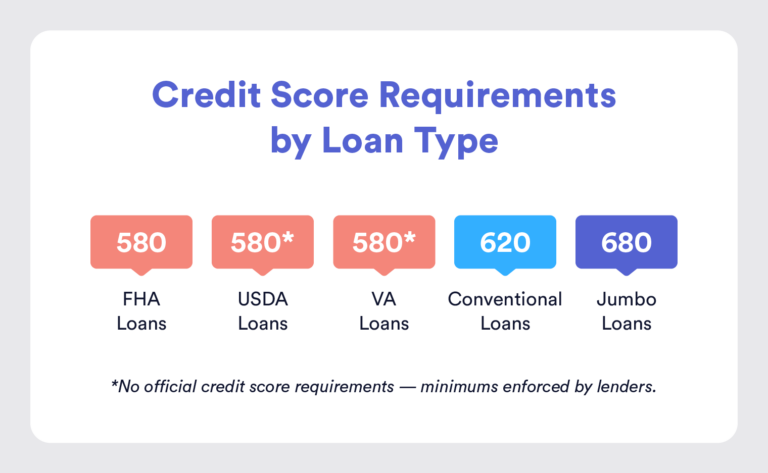 Credit Score Requirements
by Loan Type
580
580*
580*
620
680
FHA
Loans
USDA
Loans
VA
Loans
Conventional
Loans
Jumbo
Loans
*No official credit score requirements — minimums enforced by lenders.